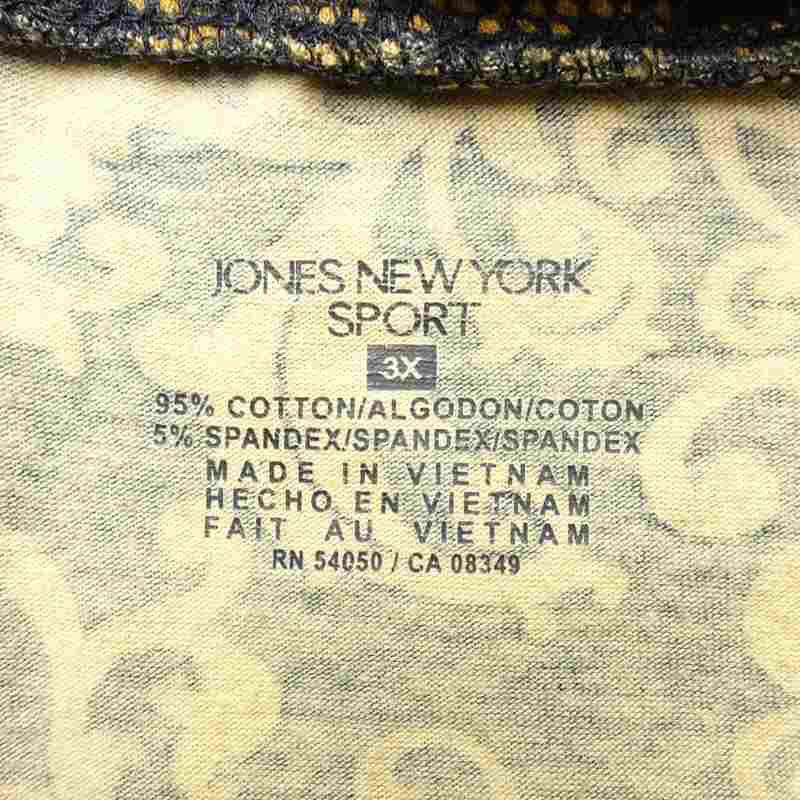 JONES NEW YORK
SPORT
3X
95% COTTON/ALGODON/COTON
5% SPANDEX/SPANDEX/SPANDEX
MADE IN VIETNAM
HECHO EN VIETNAM
FAIT AU VIETNAM
RN 54050 / CA 08349